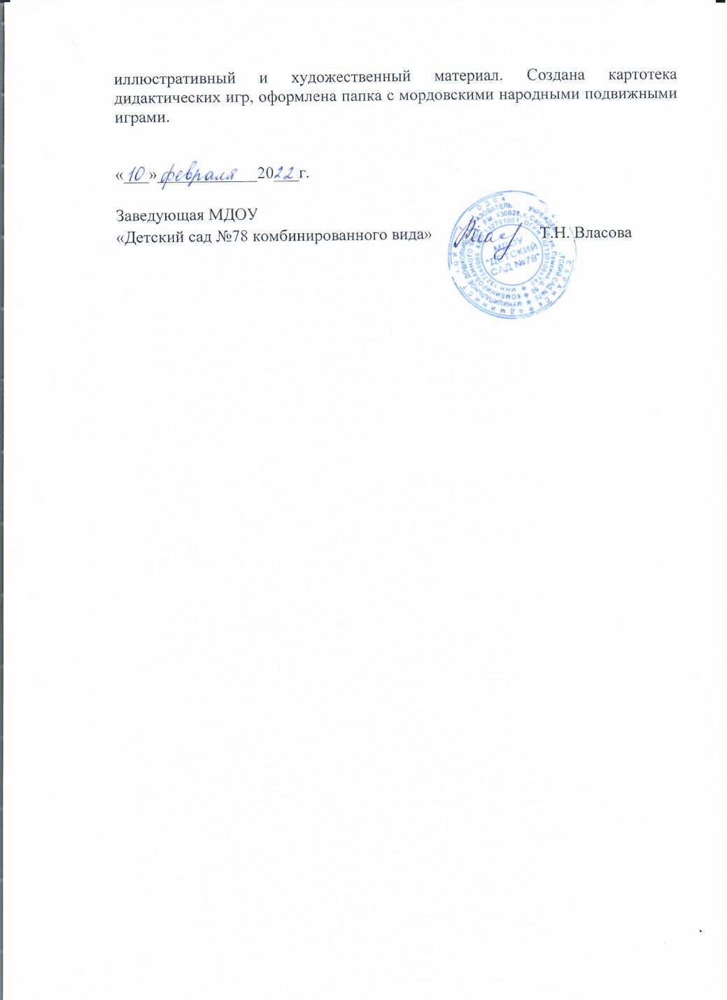 иллюстративный и художественный материал. Создана картотека
дидактических игр, оформлена папка с мордовскими народными подвижными
играми.
«10» февраля 2022 г.
Заведующая МДОУ
«Детский сад №78 комбинированного вида» Т.Н. Власова
МДОУ
"ДЕТСКИЙ
САД №78"